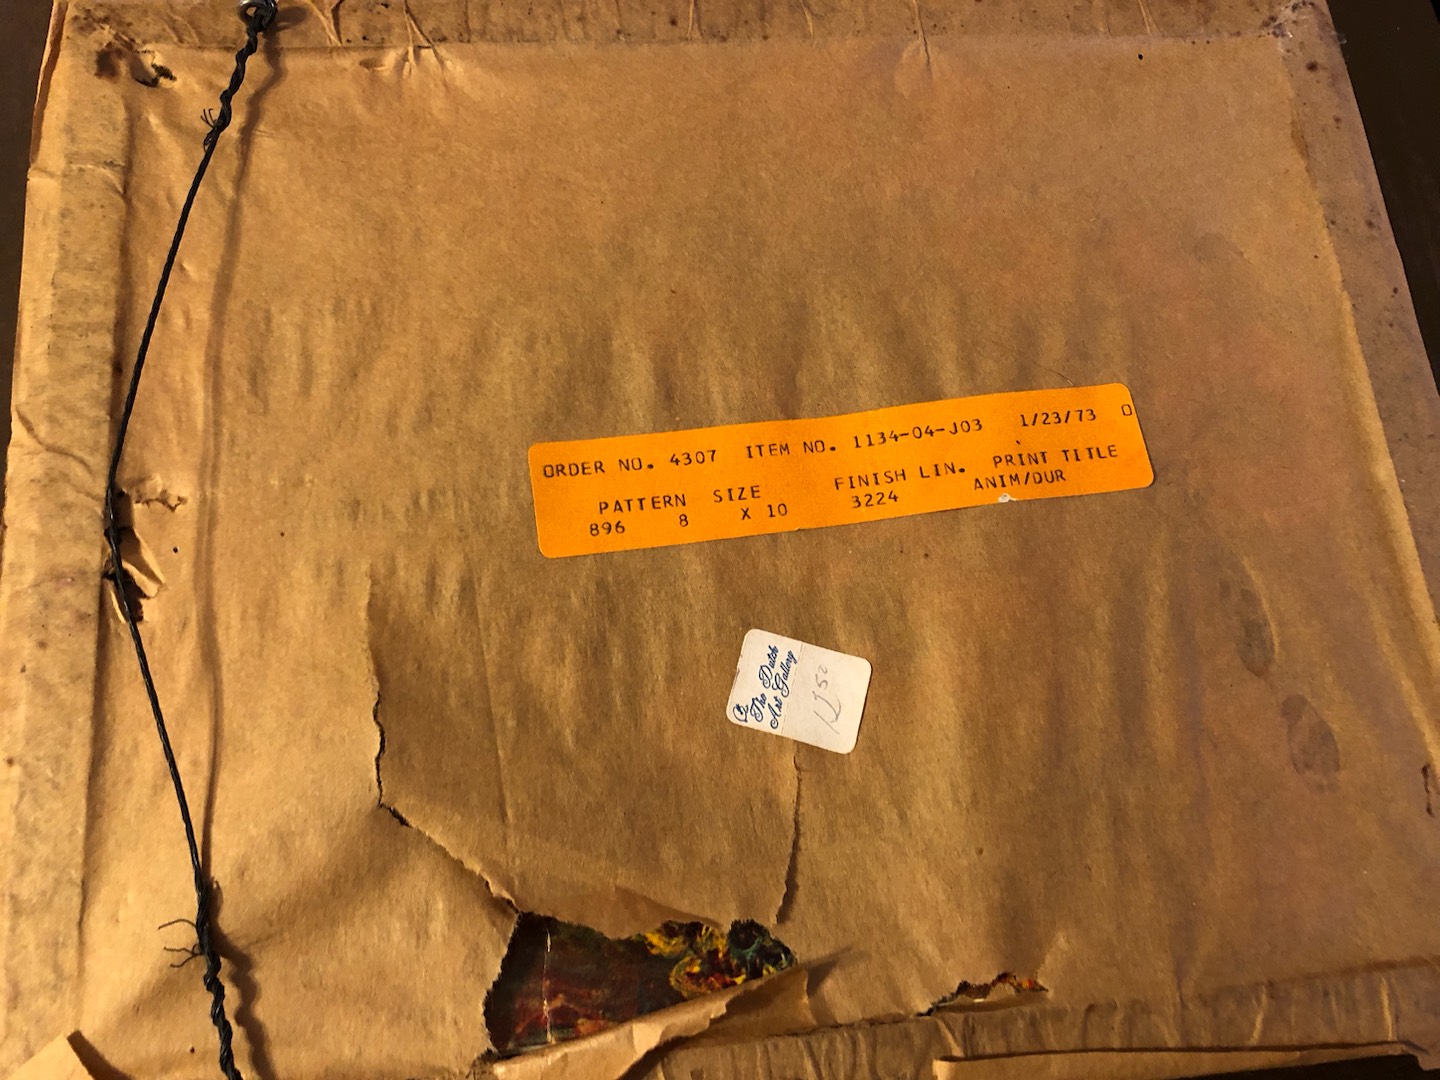 ORDER NO. 4307 ITEM NO. 1134-04-J03 1/23/73 0
PATTERN SIZE FINISH LIN. PRINT TITLE
896 8 X 10 3224 ANIM/DUR
The Dutch
Art Gallery